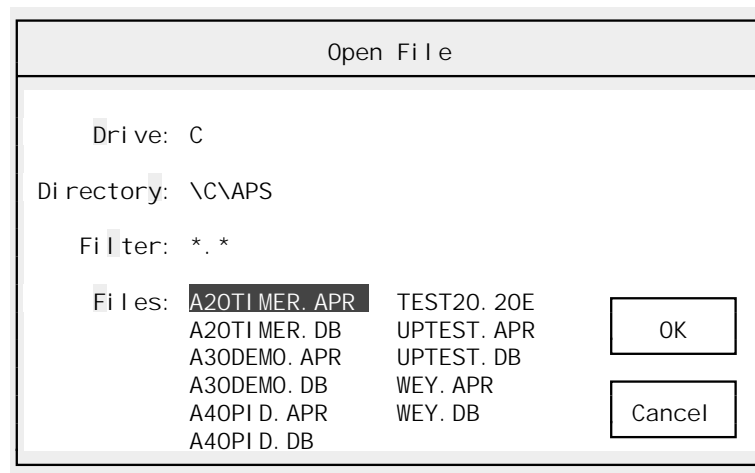 Open File
Drive: C
Directory: \C\APS
Filter: *.*
Files: A20TIMER.APR TEST20.20E
A20TIMER.DB UPTEST.APR
A30DEMO.APR UPTEST.DB
A30DEMO.DB WEY.APR
A40PID.APR WEY.DB
A40PID.DB
OK
Cancel